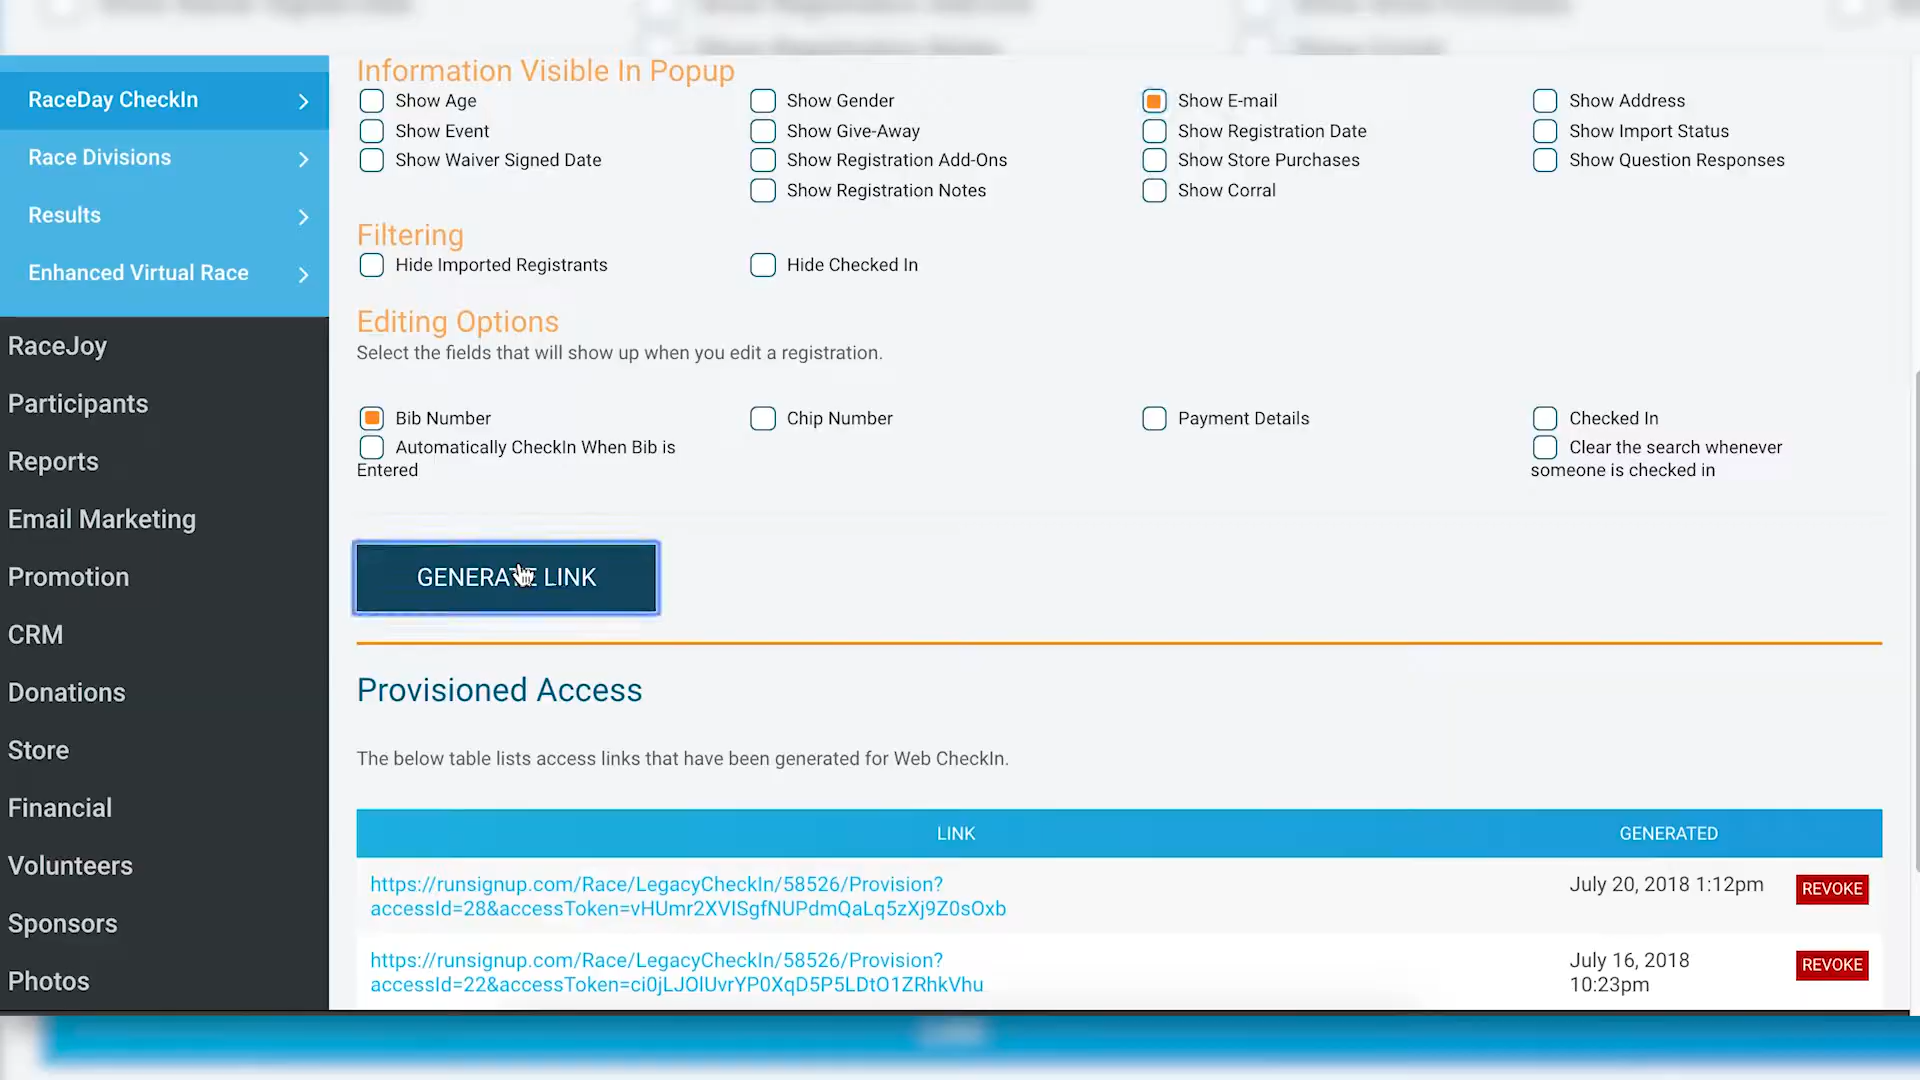 RaceDay CheckIn
Race Divisions
Results
Enhanced Virtual Race
RaceJoy
Participants
Reports
Email Marketing
Promotion
CRM
Donations
Store
Financial
Volunteers
Sponsors
Photos
Information Visible In Popup
Show Age
Show Gender
Show E-mail
Show Address
Show Event
Show Give-Away
Show Registration Date
Show Import Status
Show Waiver Signed Date
Show Registration Add-Ons
Show Store Purchases
Show Question Responses
Show Registration Notes
Show Corral
Filtering
Hide Imported Registrants
Hide Checked In
Editing Options
Select the fields that will show up when you edit a registration.
Bib Number
Chip Number
Payment Details
Checked In
Automatically CheckIn When Bib is
Entered
Clear the search whenever
someone is checked in
GENERATE LINK
Provisioned Access
The below table lists access links that have been generated for Web CheckIn.
LINK
GENERATED
https://runsignup.com/Race/LegacyCheckIn/58526/Provision?
accessId=28&accessToken=vHUmr2XVISgfNUPdmQaLq5zXj9Z0sOxb
July 20, 2018 1:12pm
REVOKE
https://runsignup.com/Race/LegacyCheckIn/58526/Provision?
accessId=22&accessToken=ci0jLJOlUvrYP0XqD5P5LDtO1ZRhkVhu
July 16, 2018
10:23pm
REVOKE